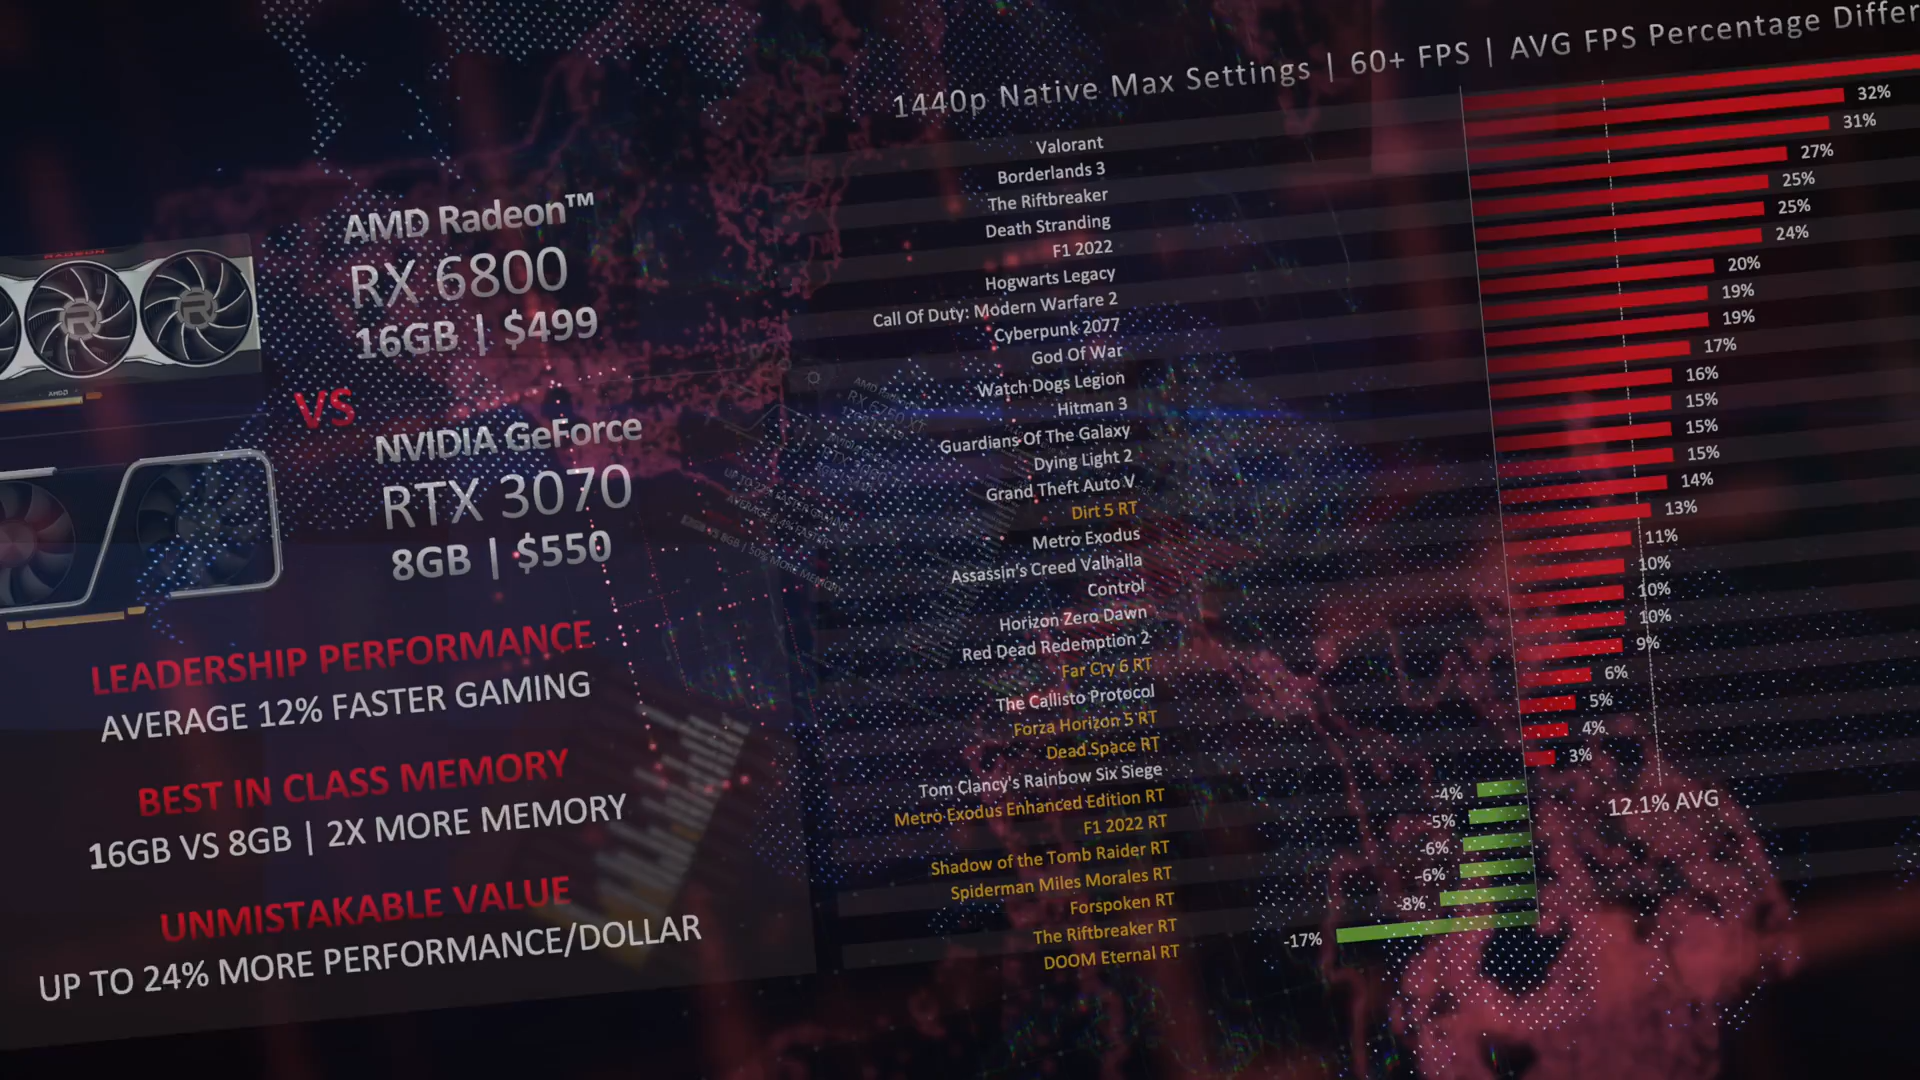 1440p Native Max Settings | 60+ FPS | AVG FPS Percentage Differ
RADEON
AMD
AMD Radeon™
RX 6800
16GB | $499
VS
NVIDIA GeForce
RTX 3070
8GB | $550
LEADERSHIP PERFORMANCE
AVERAGE 12% FASTER GAMING
BEST IN CLASS MEMORY
16GB VS 8GB | 2X MORE MEMORY
UNMISTAKABLE VALUE
UP TO 24% MORE PERFORMANCE/DOLLAR
Valorant
Borderlands 3
The Riftbreaker
Death Stranding
F1 2022
Hogwarts Legacy
Call Of Duty: Modern Warfare 2
Cyberpunk 2077
God Of War
Watch Dogs Legion
Hitman 3
Guardians Of The Galaxy
Dying Light 2
Grand Theft Auto V
Dirt 5 RT
Metro Exodus
Assassin's Creed Valhalla
Control
Horizon Zero Dawn
Red Dead Redemption 2
Far Cry 6 RT
The Callisto Protocol
Forza Horizon 5 RT
Dead Space RT
Tom Clancy's Rainbow Six Siege
Metro Exodus Enhanced Edition RT
F1 2022 RT
Shadow of the Tomb Raider RT
Spiderman Miles Morales RT
Forspoken RT
The Riftbreaker RT
DOOM Eternal RT
32%
31%
27%
25%
25%
24%
20%
19%
19%
17%
16%
15%
15%
15%
14%
13%
11%
10%
10%
10%
9%
6%
5%
4%
3%
-4%
-5%
-6%
-6%
-8%
-17%
12.1% AVG